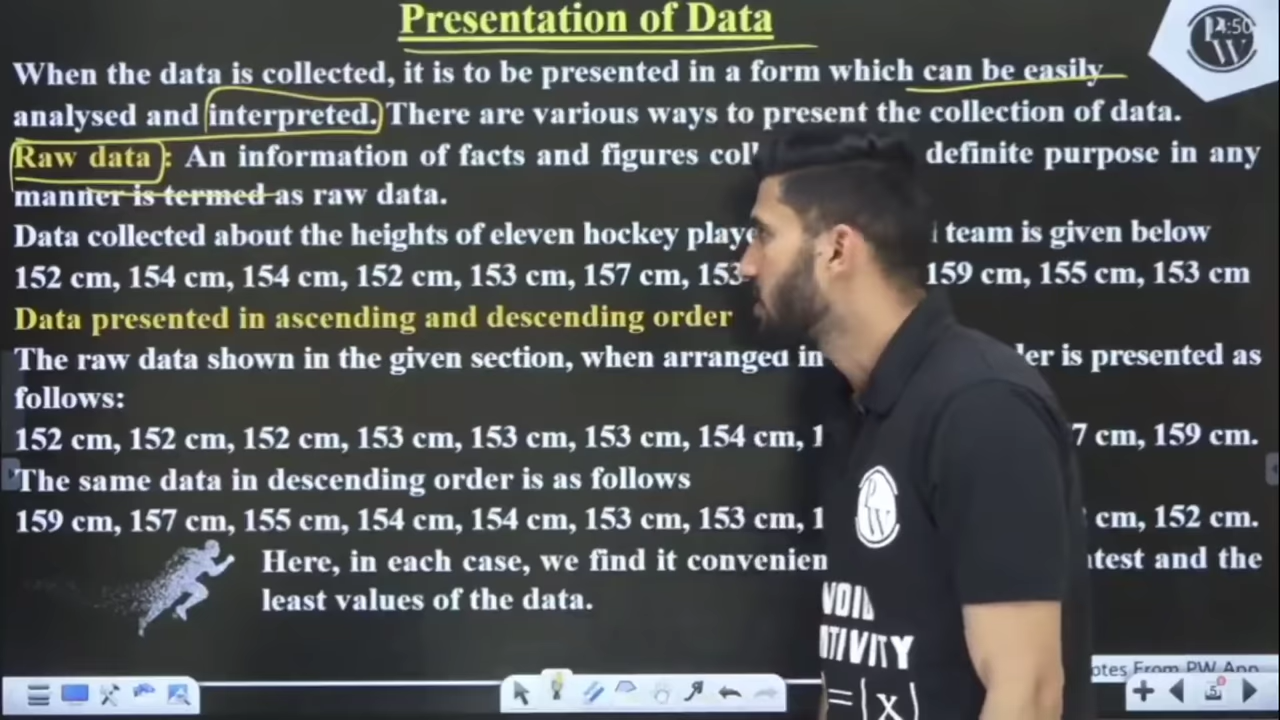 Presentation of Data
4:50
PW
When the data is collected, it is to be presented in a form which can be easily
analysed and interpreted. There are various ways to present the collection of data.
Raw data : An information of facts and figures definite purpose in any
manner is termed as raw data.
Data collected about the heights of eleven hockey team is given below
152 cm, 154 cm, 154 cm, 152 cm, 153 cm, 157 cm, 153 159 cm, 155 cm, 153 cm
Data presented in ascending and descending order
The raw data shown in the given section, when arranged in is presented as
follows:
152 cm, 152 cm, 152 cm, 153 cm, 153 cm, 153 cm, 154 cm, 7 cm, 159 cm.
The same data in descending order is as follows
159 cm, 157 cm, 155 cm, 154 cm, 154 cm, 153 cm, 153 cm, cm, 152 cm.
Here, in each case, we find it and the
least values of the data.
PW
=|x|
From PW App
5